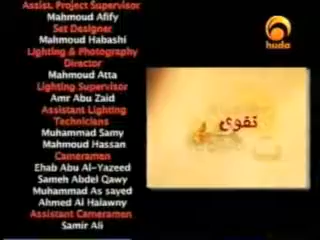 Assist. Project Supervisor
Mahmoud Afify
Set Designer
Mahmoud Habashi
Lighting & Photography
Director
Mahmoud Atta
Lighting Supervisor
Amr Abu Zaid
Assistant Lighting
Technicians
Muhammad Samy
Mahmoud Hassan
Cameramen
Ehab Abu Al-Yazeed
Sameh Abdel Qawy
Muhammad As sayed
Ahmed Al Halawny
Assistant Cameramen
Samir Ali
huda
تقوى